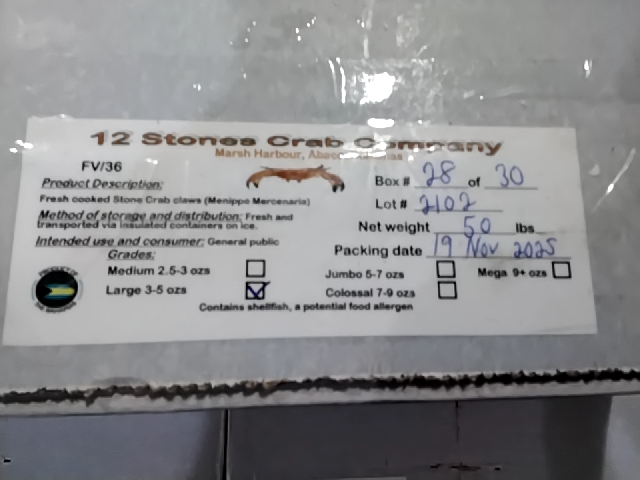 12 Stones Crab Company
Marsh Harbour, Abaco, Bahamas
FV/36
Box # 28 of 30
Product Description:
Fresh cooked Stone Crab claws (Menippe Mercenaria)
Lot # 2102
Method of storage and distribution: Fresh and
transported via insulated containers on ice.
Net weight 50 lbs
Intended use and consumer: General public
Packing date 19 Nov 2025
Grades:
Medium 2.5-3 ozs
Jumbo 5-7 ozs
Mega 9+ ozs
Large 3-5 ozs
Colossal 7-9 ozs
Contains shellfish, a potential food allergen